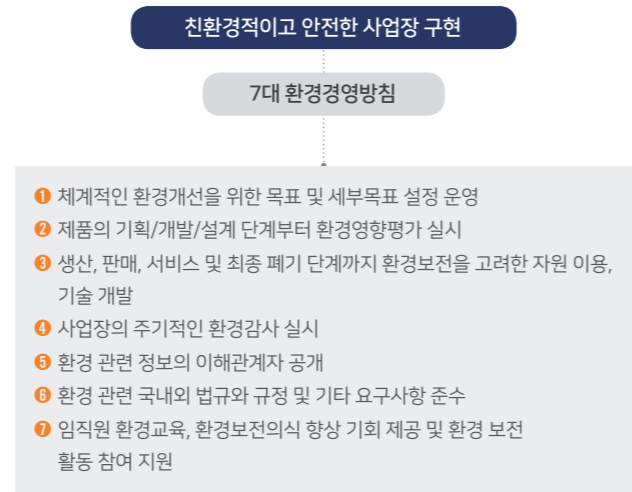 친환경적이고 안전한 사업장 구현
7대 환경경영방침
❶ 체계적인 환경개선을 위한 목표 및 세부목표 설정 운영
❷ 제품의 기획/개발/설계 단계부터 환경영향평가 실시
❸ 생산, 판매, 서비스 및 최종 폐기 단계까지 환경보전을 고려한 자원 이용,
기술 개발
❹ 사업장의 주기적인 환경감사 실시
❺ 환경 관련 정보의 이해관계자 공개
❻ 환경 관련 국내외 법규와 규정 및 기타 요구사항 준수
❼ 임직원 환경교육, 환경보전의식 향상 기회 제공 및 환경 보전
활동 참여 지원